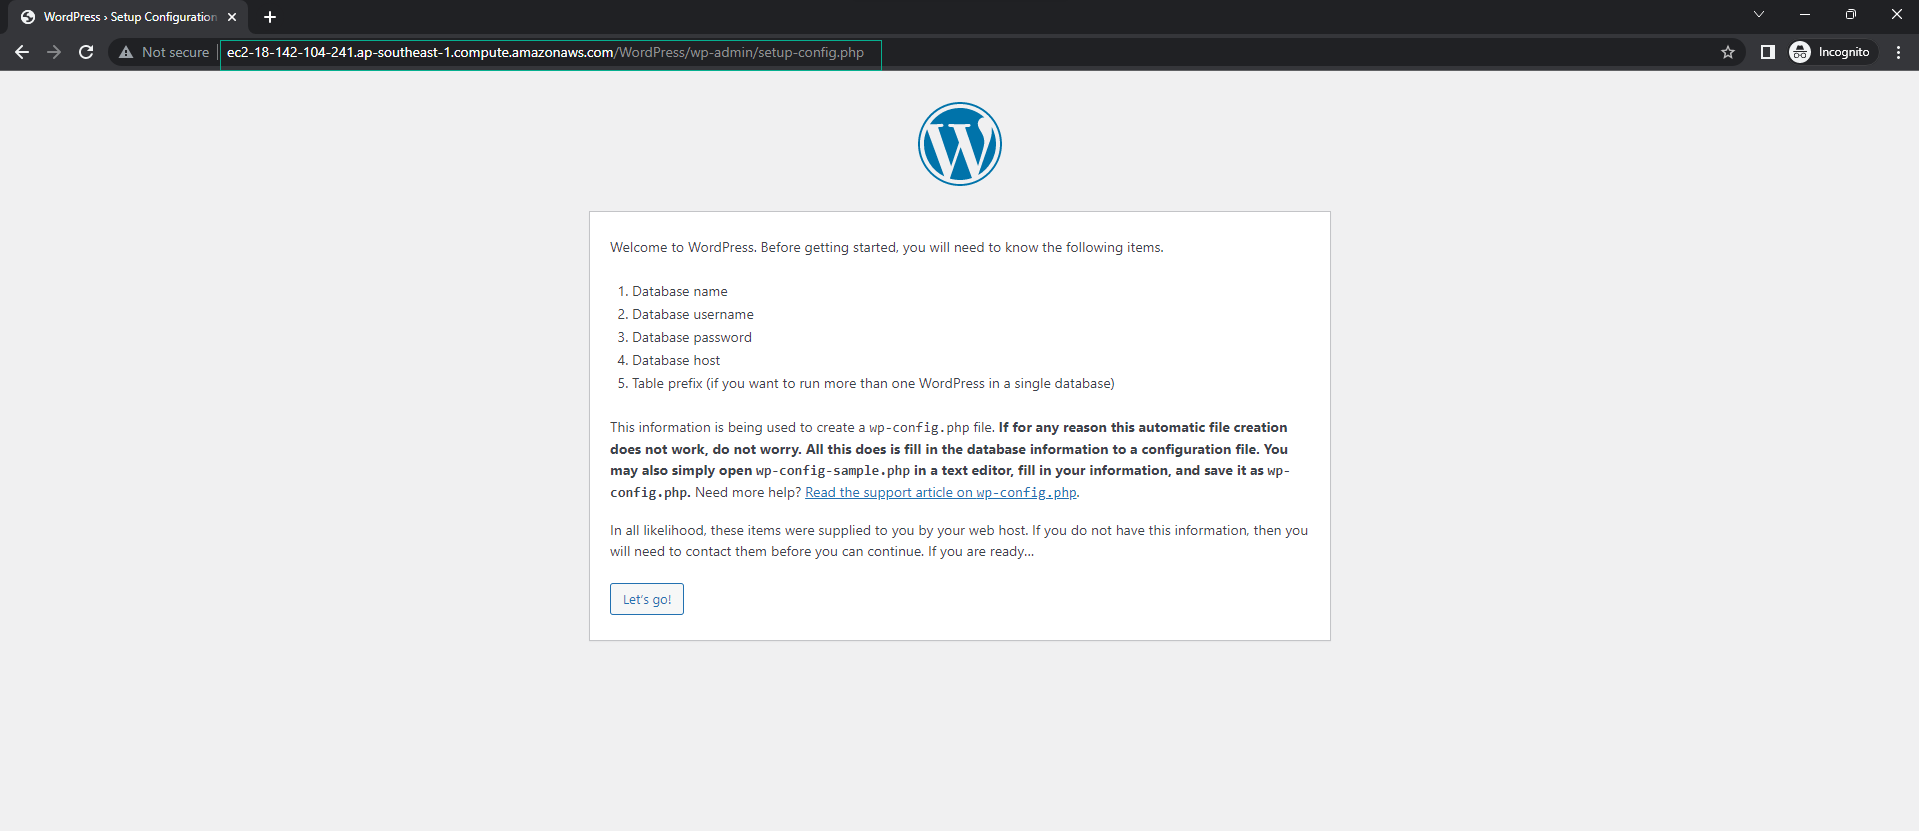 WordPress › Setup Configuration
Not secure | ec2-18-142-104-241.ap-southeast-1.compute.amazonaws.com/WordPress/wp-admin/setup-config.php
Incognito
Welcome to WordPress. Before getting started, you will need to know the following items.
1. Database name
2. Database username
3. Database password
4. Database host
5. Table prefix (if you want to run more than one WordPress in a single database)
This information is being used to create a wp-config.php file. If for any reason this automatic file creation
does not work, do not worry. All this does is fill in the database information to a configuration file. You
may also simply open wp-config-sample.php in a text editor, fill in your information, and save it as wp-
config.php. Need more help? Read the support article on wp-config.php.
In all likelihood, these items were supplied to you by your web host. If you do not have this information, then you
will need to contact them before you can continue. If you are ready…
Let's go!